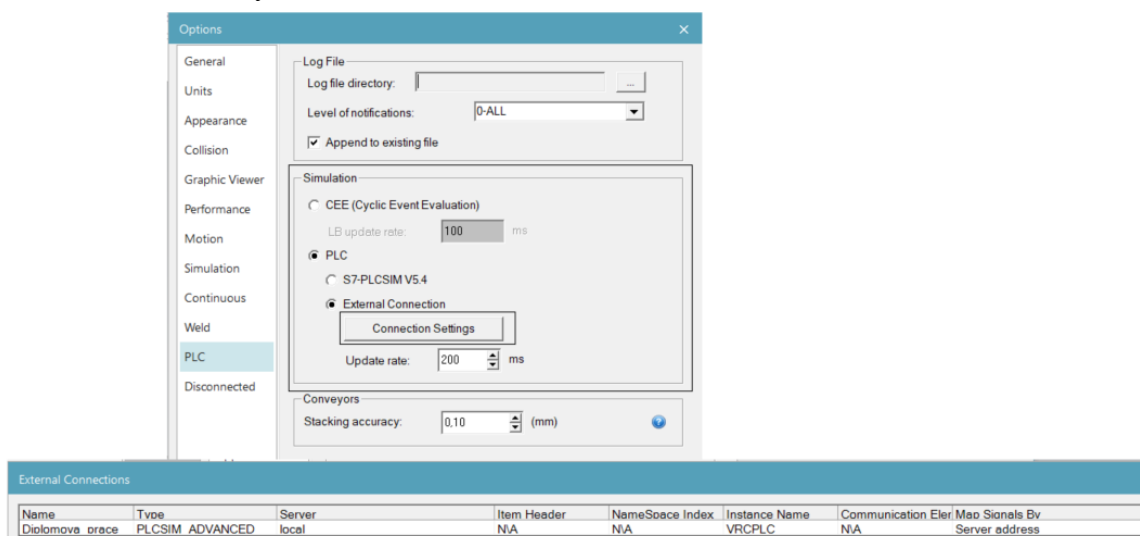 Options
General
Units
Appearance
Collision
Graphic Viewer
Performance
Motion
Simulation
Continuous
Weld
PLC
Disconnected
Log File
Log file directory: ...
Level of notifications: 0-ALL
Append to existing file
Simulation
CEE (Cyclic Event Evaluation)
LB update rate: 100 ms
PLC
S7-PLCSIM V5.4
External Connection
Connection Settings
Update rate: 200 ms
Conveyors
Stacking accuracy: 0,10 (mm)
External Connections
Name Type Server Item Header NameSpace Index Instance Name Communication Eler Map Signals By
Diplomova prace PLCSIM_ADVANCED local N\A N\A VRCPLC N\A Server address